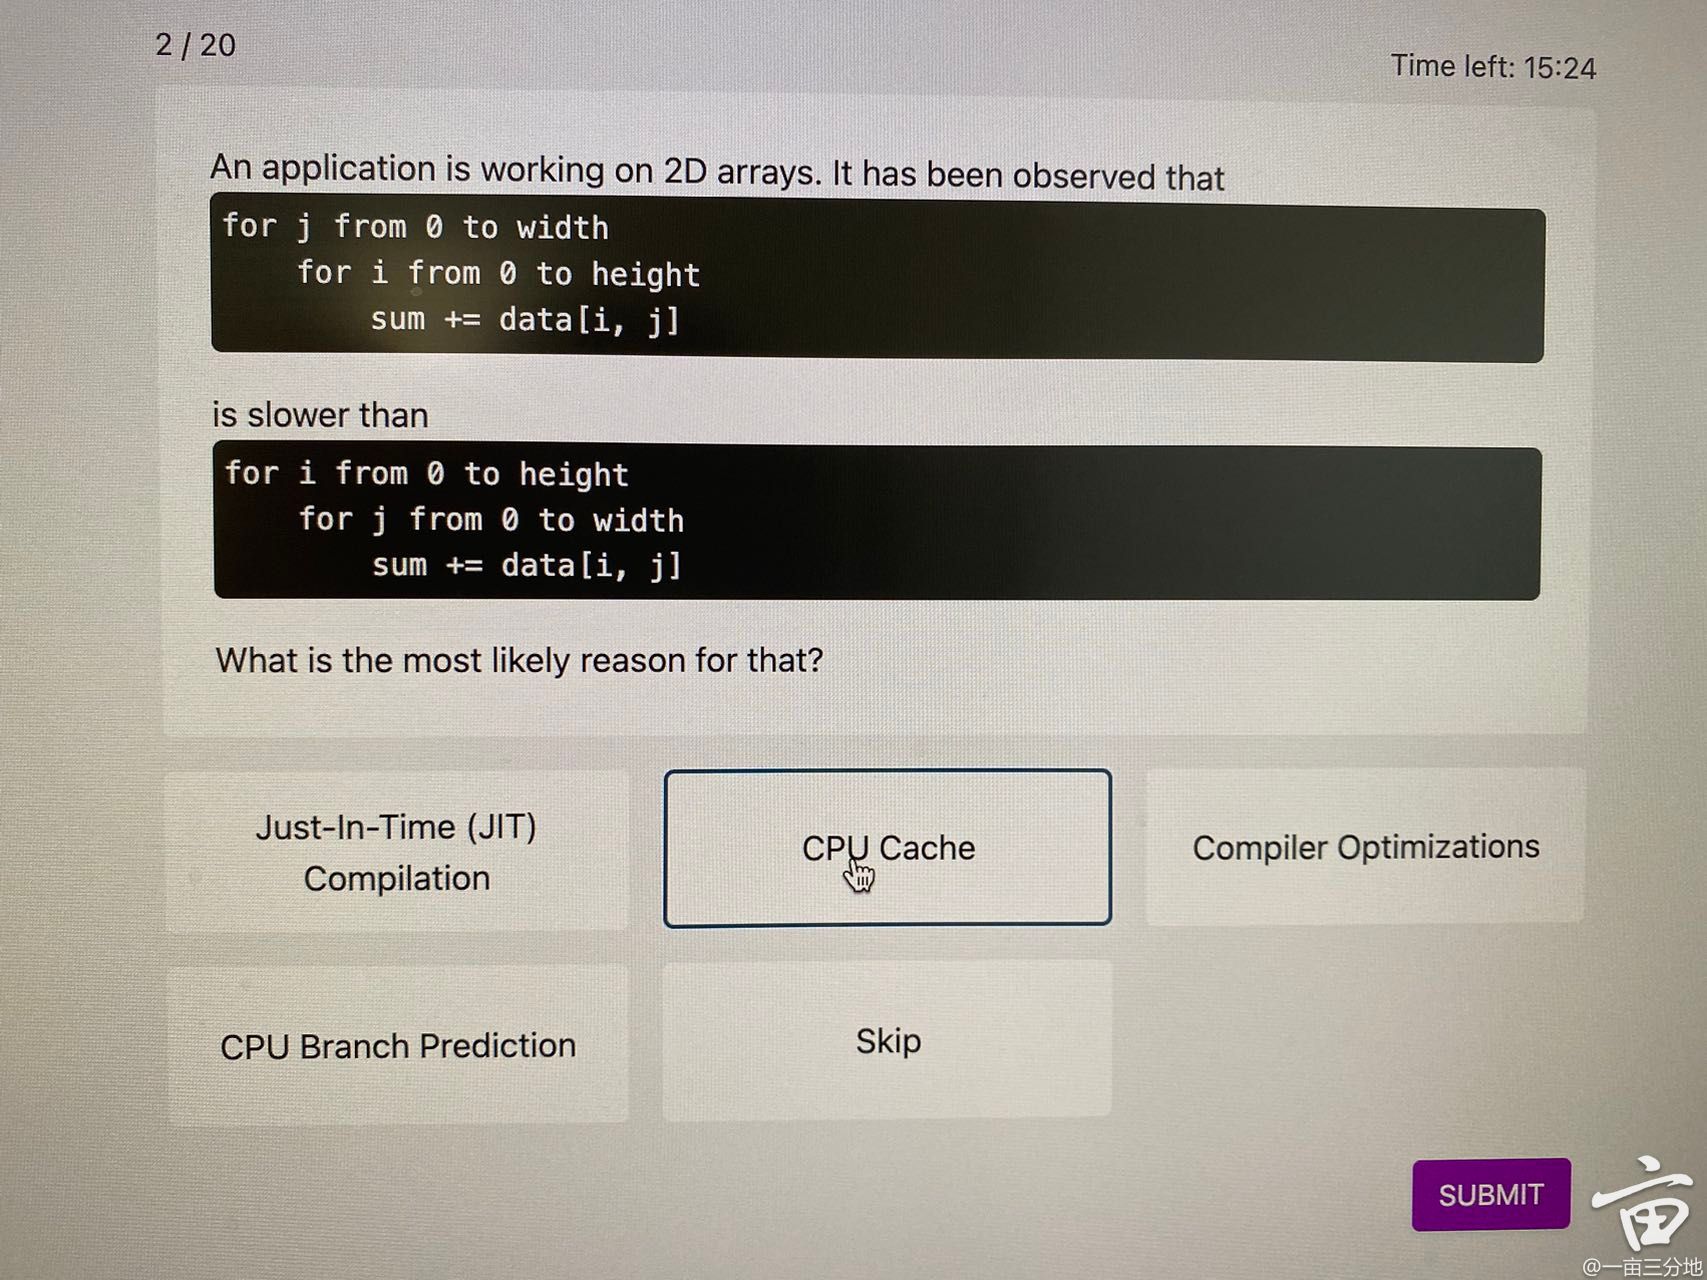 2 / 20
Time left: 15:24
An application is working on 2D arrays. It has been observed that
for j from 0 to width
for i from 0 to height
sum += data[i, j]
is slower than
for i from 0 to height
for j from 0 to width
sum += data[i, j]
What is the most likely reason for that?
Just-In-Time (JIT)
Compilation
CPU Cache
Compiler Optimizations
CPU Branch Prediction
Skip
SUBMIT
亩
@一亩三分地